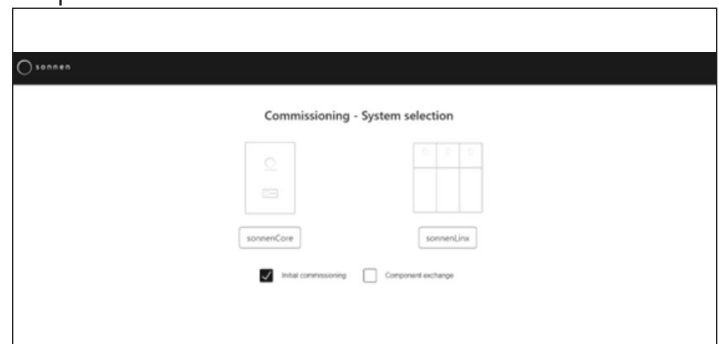 sonnen
Commissioning - System selection
sonnenCore
sonnenLinx
Initial commissioning
Component exchange